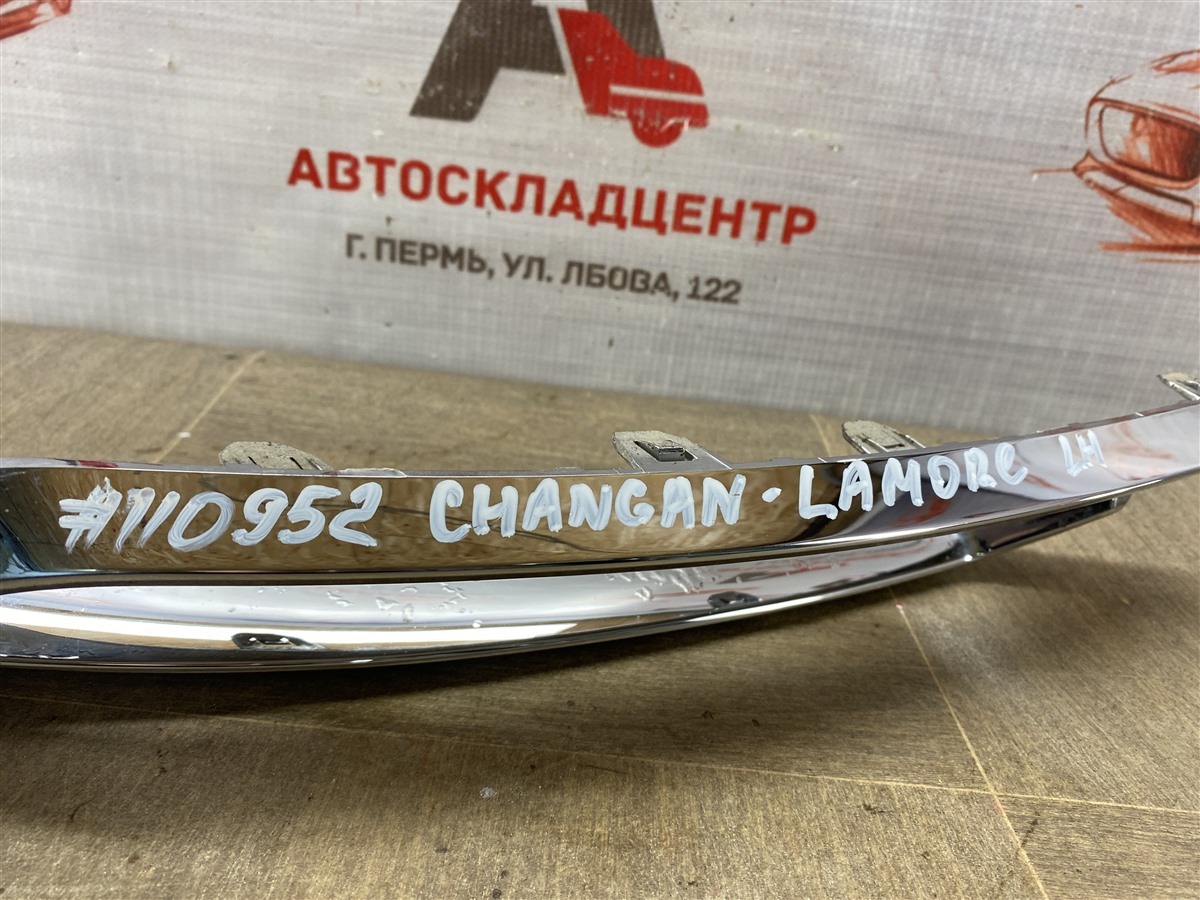 АВТОСКЛАДЦЕНТР
Г. ПЕРМЬ, УЛ. ЛБОВА, 122
#110952 CHANGAN-LAMORE LH